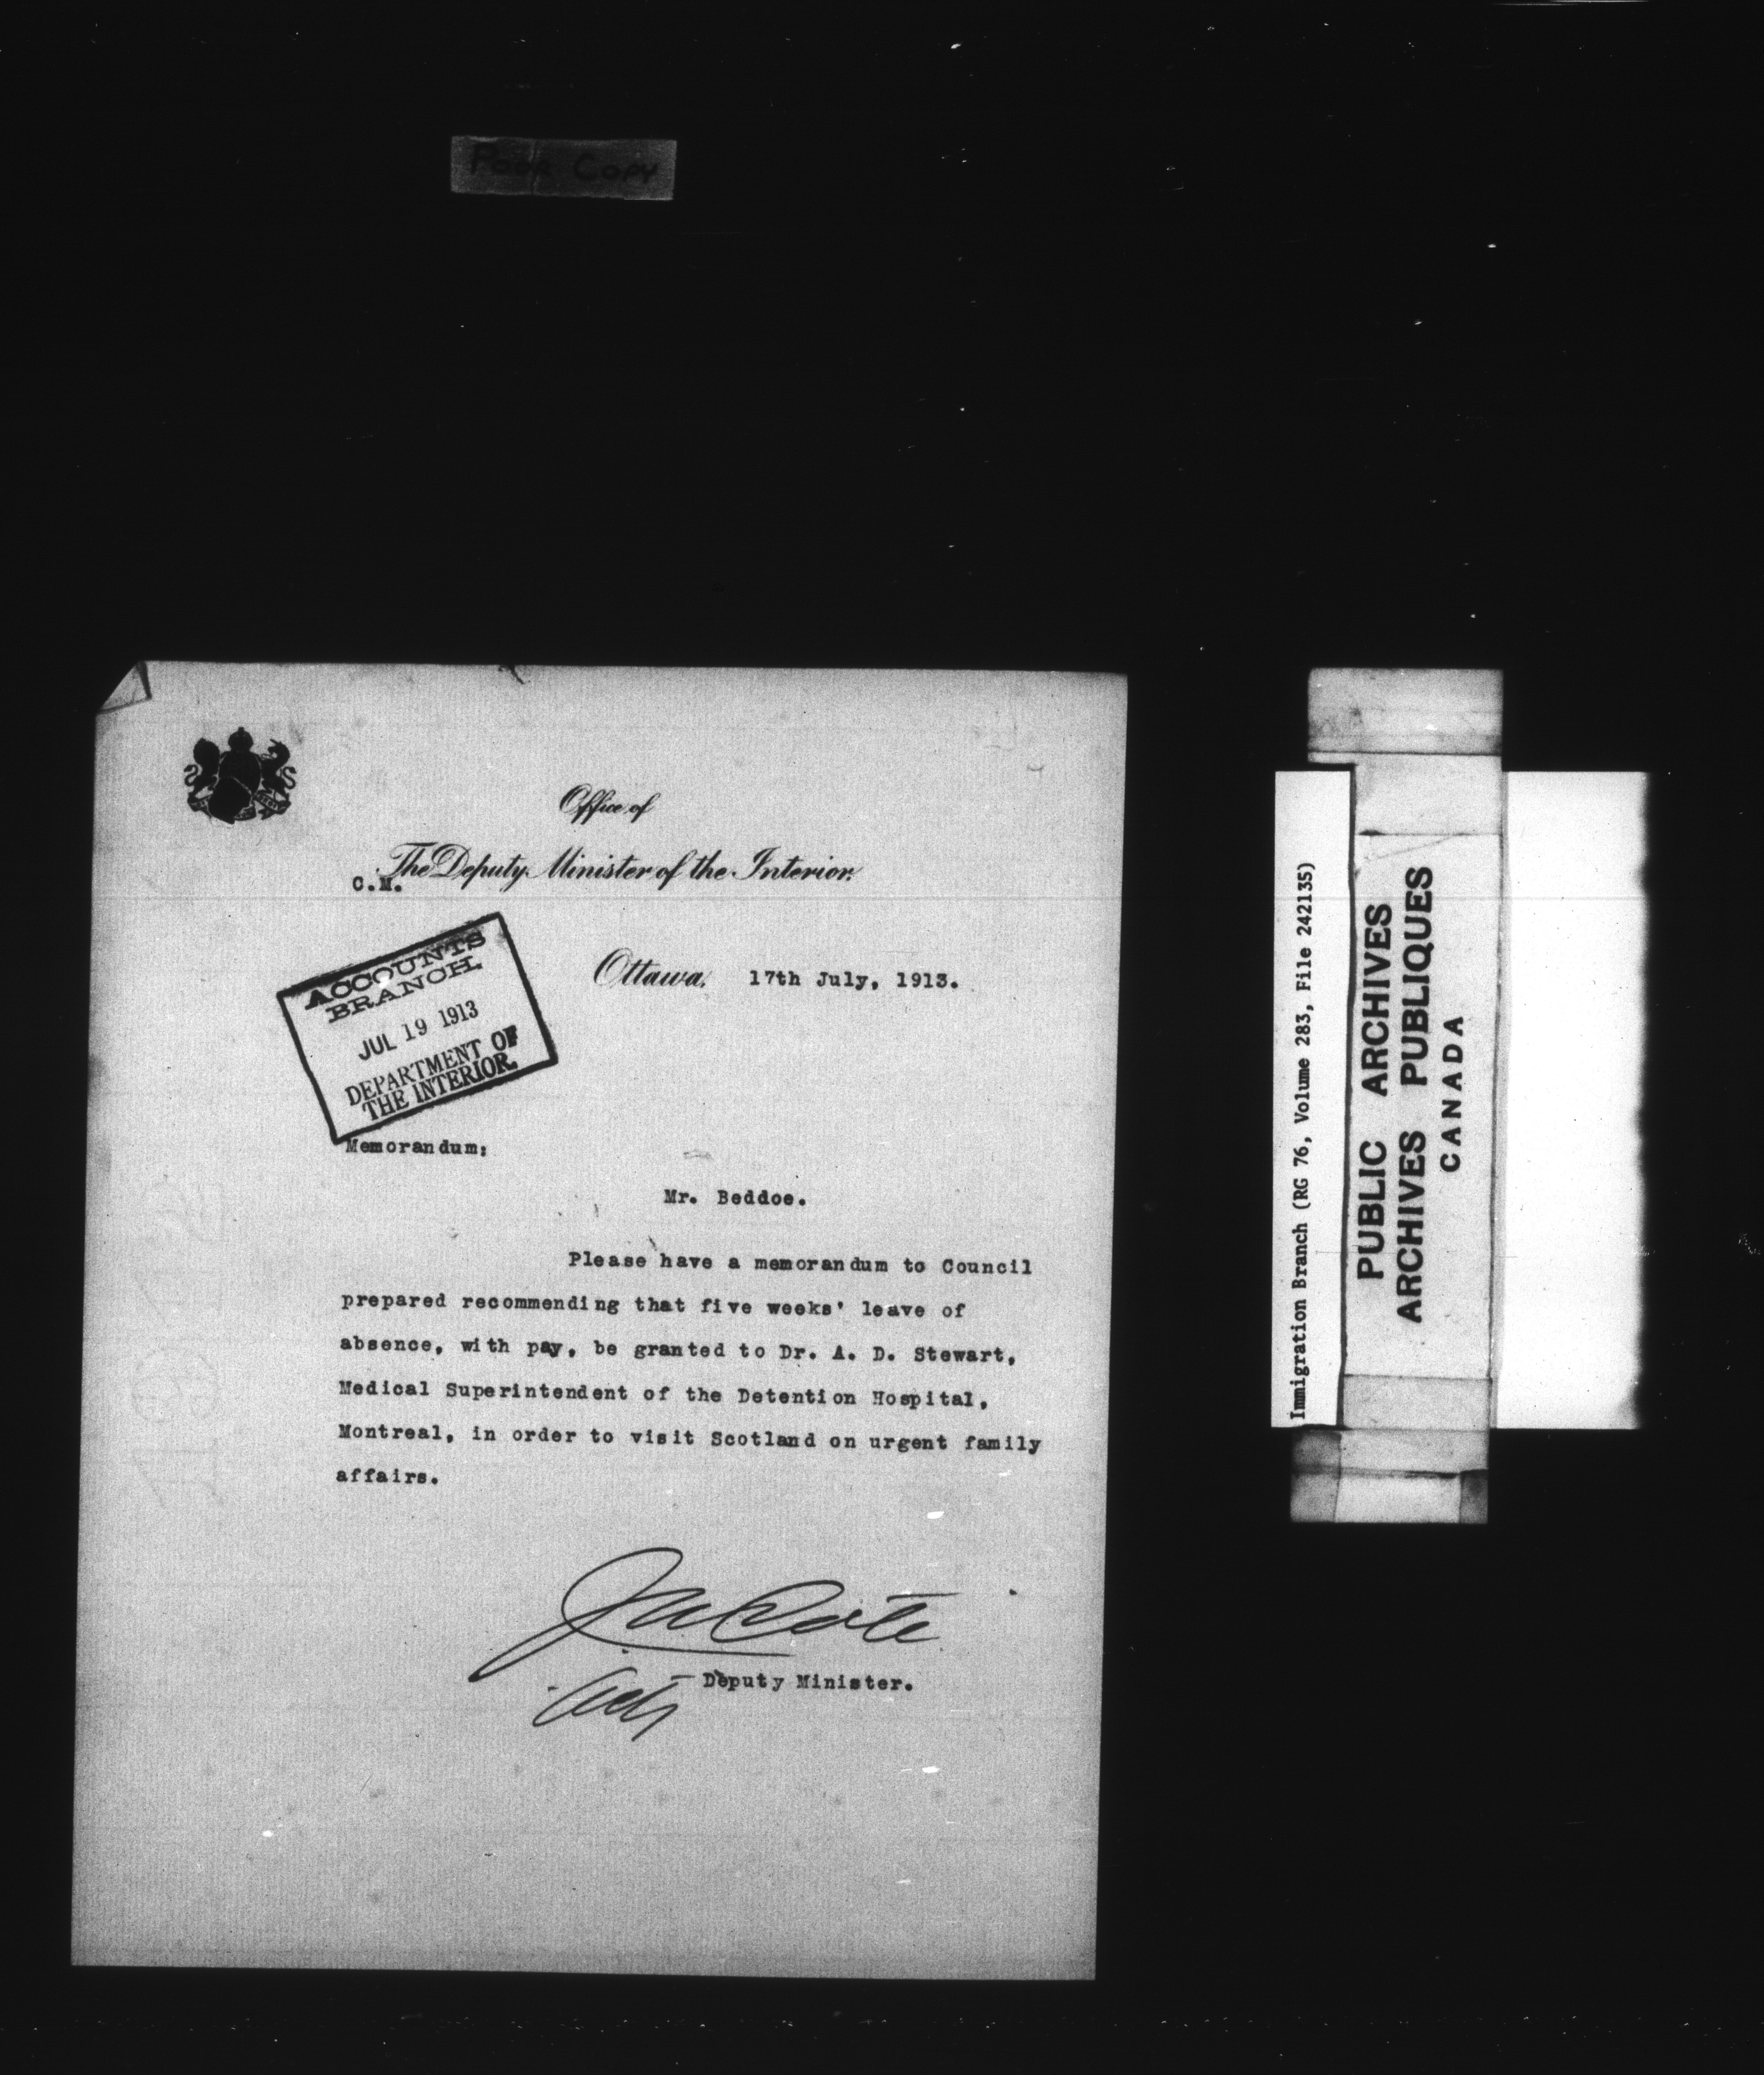 Poor Copy
Office of
The Deputy Minister of the Interior.
C.M.
ACCOUNTS
BRANCH
JUL 19 1913
DEPARTMENT OF
THE INTERIOR.
Ottawa, 17th July, 1913.
Memorandum:
Mr. Beddoe.
Please have a memorandum to Council
prepared recommending that five weeks' leave of
absence, with pay, be granted to Dr. A. D. Stewart,
Medical Superintendent of the Detention Hospital,
Montreal, in order to visit Scotland on urgent family
affairs.
Deputy Minister.
Immigration Branch (RG 76, Volume 283, File 242135)
PUBLIC ARCHIVES
ARCHIVES PUBLIQUES
CANADA